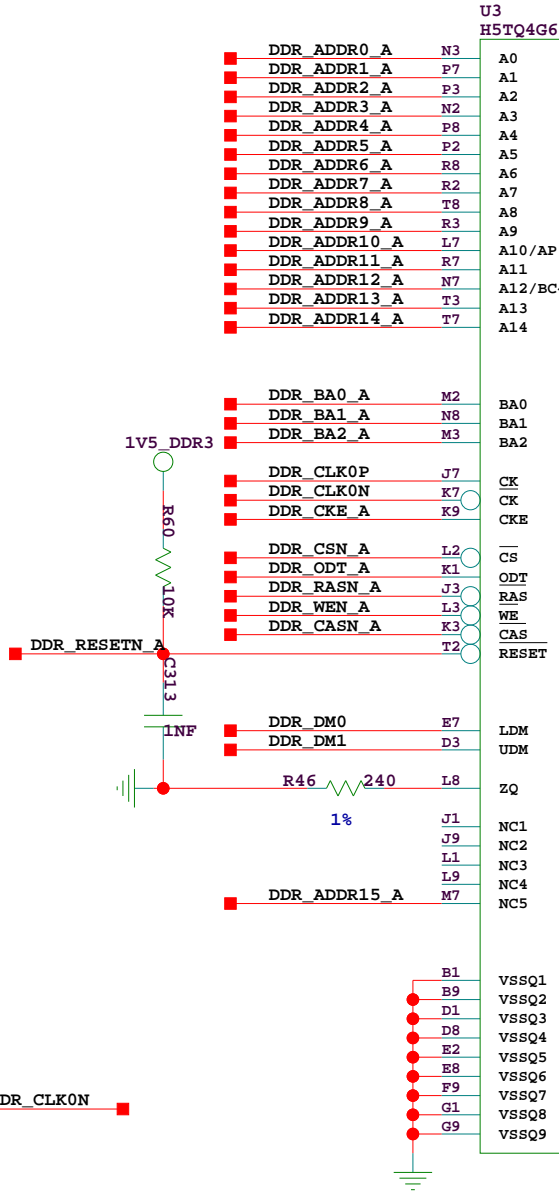 U3
H5TQ4G6
DDR_ADDR0_A N3 A0
DDR_ADDR1_A P7 A1
DDR_ADDR2_A P3 A2
DDR_ADDR3_A N2 A3
DDR_ADDR4_A P8 A4
DDR_ADDR5_A P2 A5
DDR_ADDR6_A R8 A6
DDR_ADDR7_A R2 A7
DDR_ADDR8_A T8 A8
DDR_ADDR9_A R3 A9
DDR_ADDR10_A L7 A10/AP
DDR_ADDR11_A R7 A11
DDR_ADDR12_A N7 A12/BC
DDR_ADDR13_A T3 A13
DDR_ADDR14_A T7 A14
DDR_BA0_A M2 BA0
DDR_BA1_A N8 BA1
DDR_BA2_A M3 BA2
1V5_DDR3
R60
10K
DDR_CLK0P J7 CK
DDR_CLK0N K7 CK
DDR_CKE_A K9 CKE
DDR_CSN_A L2 CS
DDR_ODT_A K1 ODT
DDR_RASN_A J3 RAS
DDR_WEN_A L3 WE
DDR_CASN_A K3 CAS
DDR_RESETN_A T2 RESET
C313
1NF
DDR_DM0 E7 LDM
DDR_DM1 D3 UDM
R46 240 L8 ZQ
1%
J1 NC1
J9 NC2
L1 NC3
L9 NC4
DDR_ADDR15_A M7 NC5
B1 VSSQ1
B9 VSSQ2
D1 VSSQ3
D8 VSSQ4
E2 VSSQ5
E8 VSSQ6
F9 VSSQ7
G1 VSSQ8
G9 VSSQ9
DR_CLK0N